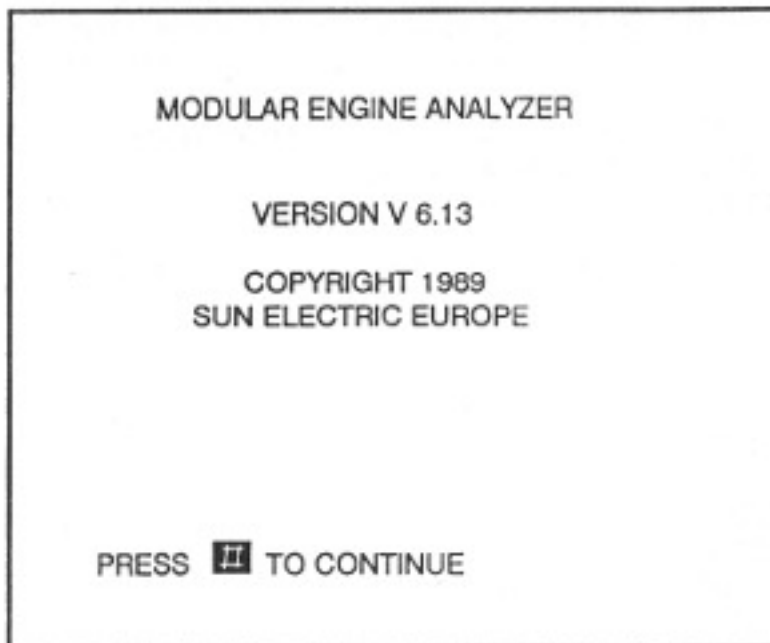 MODULAR ENGINE ANALYZER
VERSION V 6.13
COPYRIGHT 1989
SUN ELECTRIC EUROPE
PRESS # TO CONTINUE